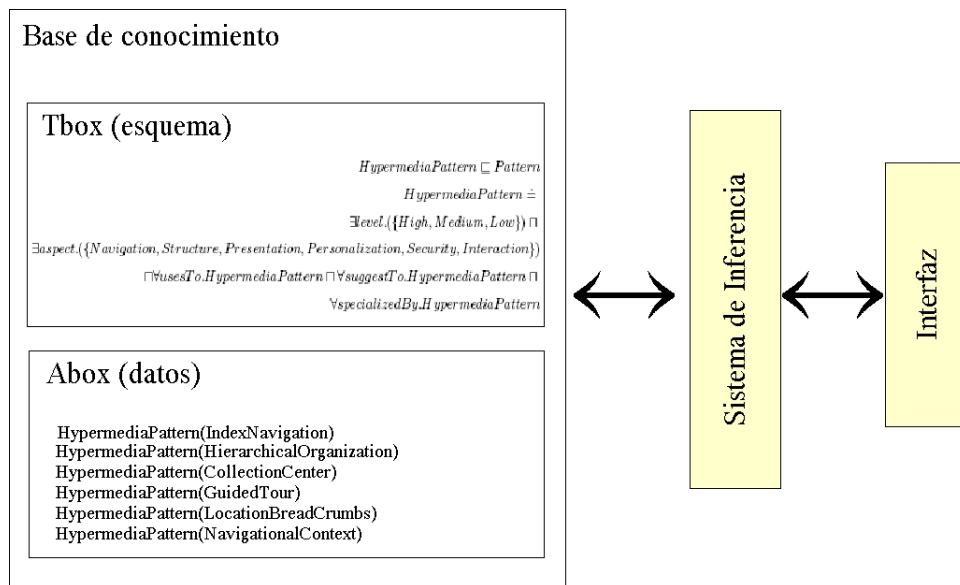 Base de conocimiento
Tbox (esquema)
HypermediaPattern ⊑ Pattern
HypermediaPattern ≐
∃level.({High, Medium, Low}) ⊓
∃aspect.({Navigation, Structure, Presentation, Personalization, Security, Interaction})
⊓∀usesTo.HypermediaPattern ⊓ ∀suggestTo.HypermediaPattern ⊓
∀specializedBy.HypermediaPattern
Abox (datos)
HypermediaPattern(IndexNavigation)
HypermediaPattern(HierarchicalOrganization)
HypermediaPattern(CollectionCenter)
HypermediaPattern(GuidedTour)
HypermediaPattern(LocationBreadCrumbs)
HypermediaPattern(NavigationalContext)
Sistema de Inferencia
Interfaz